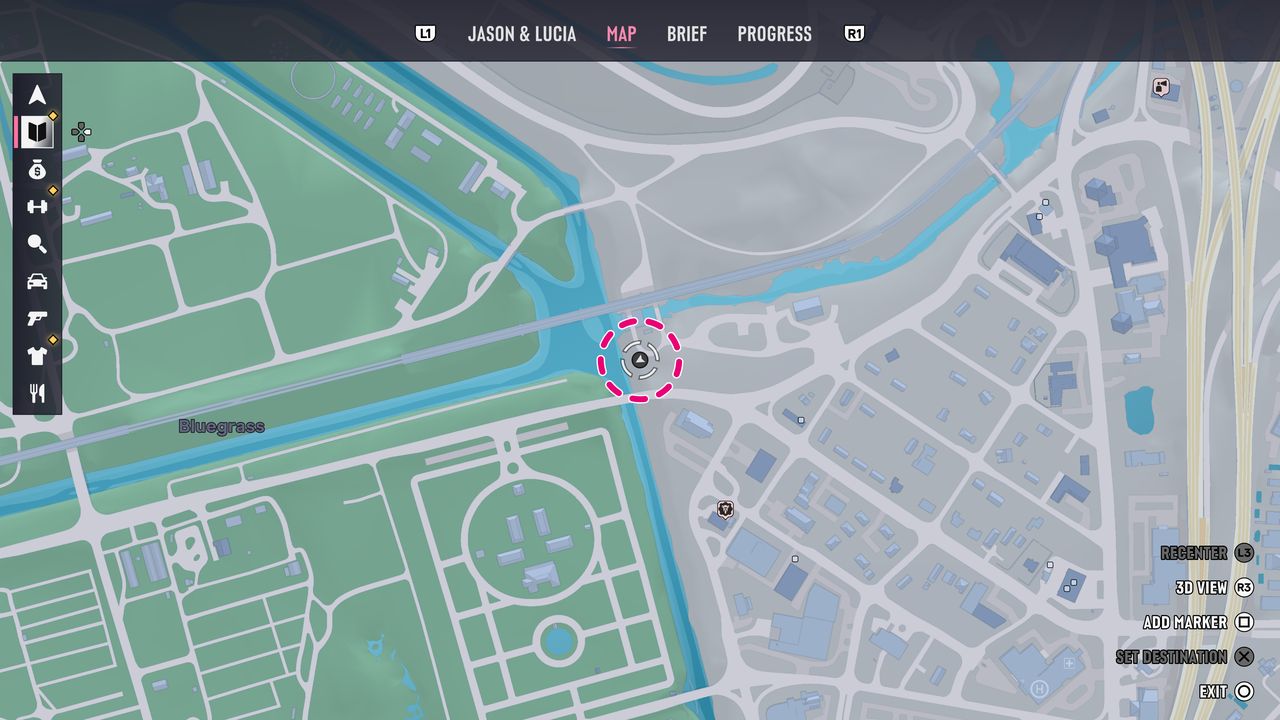 L1 JASON & LUCIA MAP BRIEF PROGRESS R1
Bluegrass
RECENTER L3
3D VIEW R3
ADD MARKER
SET DESTINATION
H
EXIT